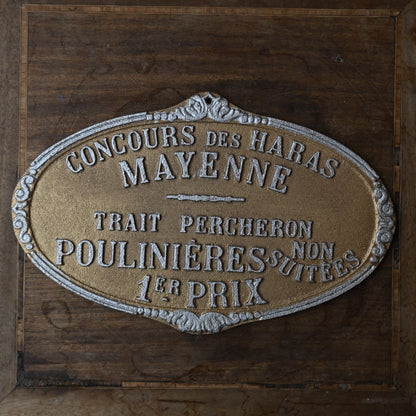 CONCOURS DES HARAS
MAYENNE
TRAIT PERCHERON
POULINIÈRES NON SUITÉES
1ER PRIX